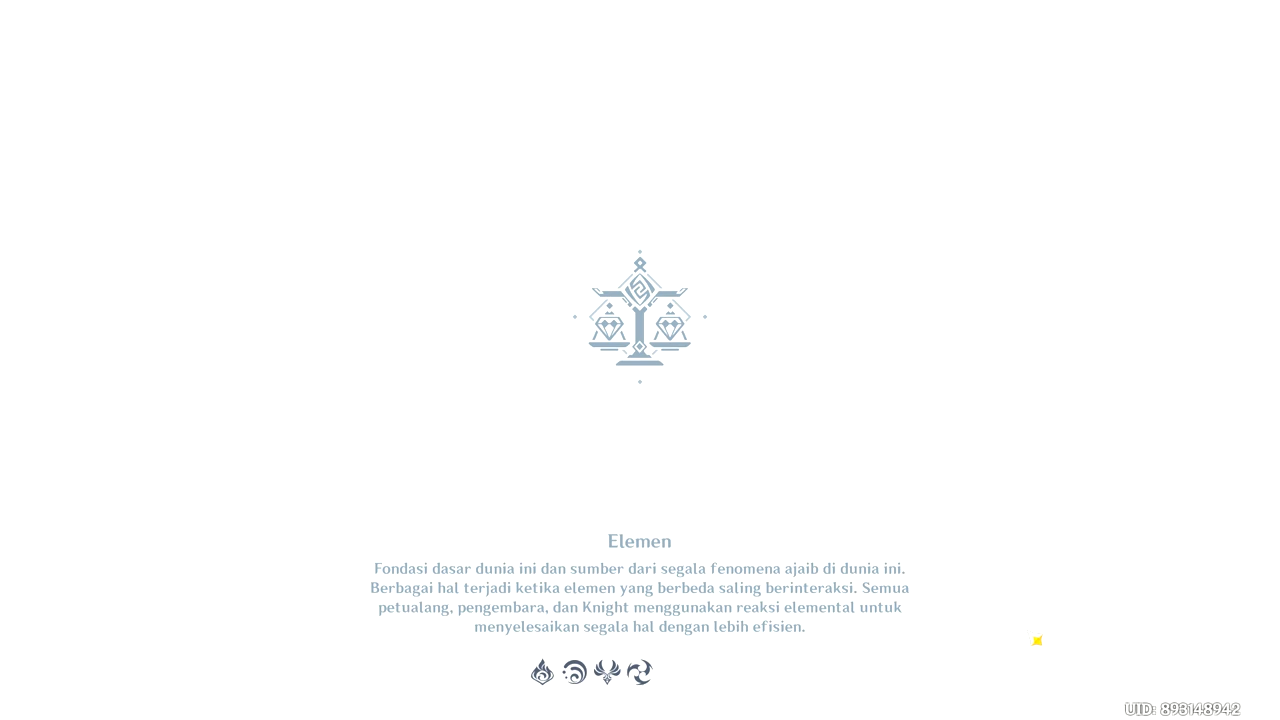 Elemen
Fondasi dasar dunia ini dan sumber dari segala fenomena ajaib di dunia ini.
Berbagai hal terjadi ketika elemen yang berbeda saling berinteraksi. Semua
petualang, pengembara, dan Knight menggunakan reaksi elemental untuk
menyelesaikan segala hal dengan lebih efisien.
UID: 893148942